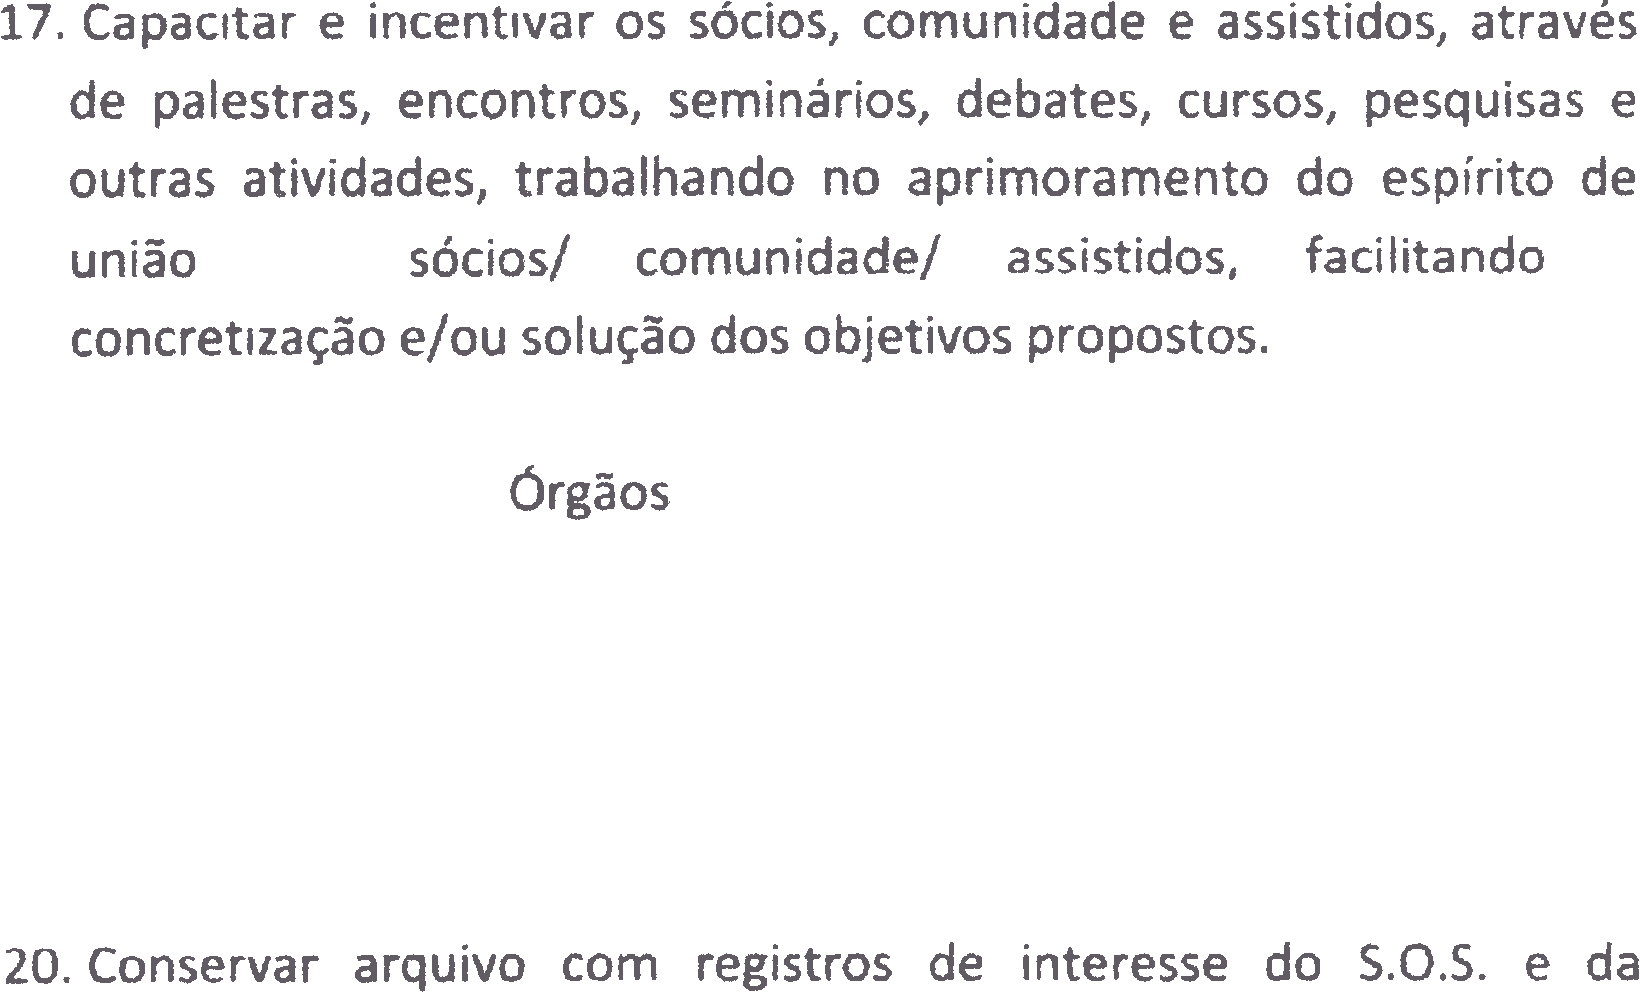 17. Capacitar e incentivar os sócios, comunidade e assistidos, através
de palestras, encontros, seminários, debates, cursos, pesquisas e
outras atividades, trabalhando no aprimoramento do espírito de
união sócios/ comunidade/ assistidos, facilitando
concretização e/ou solução dos objetivos propostos.
Órgãos
20. Conservar arquivo com registros de interesse do S.O.S. e da